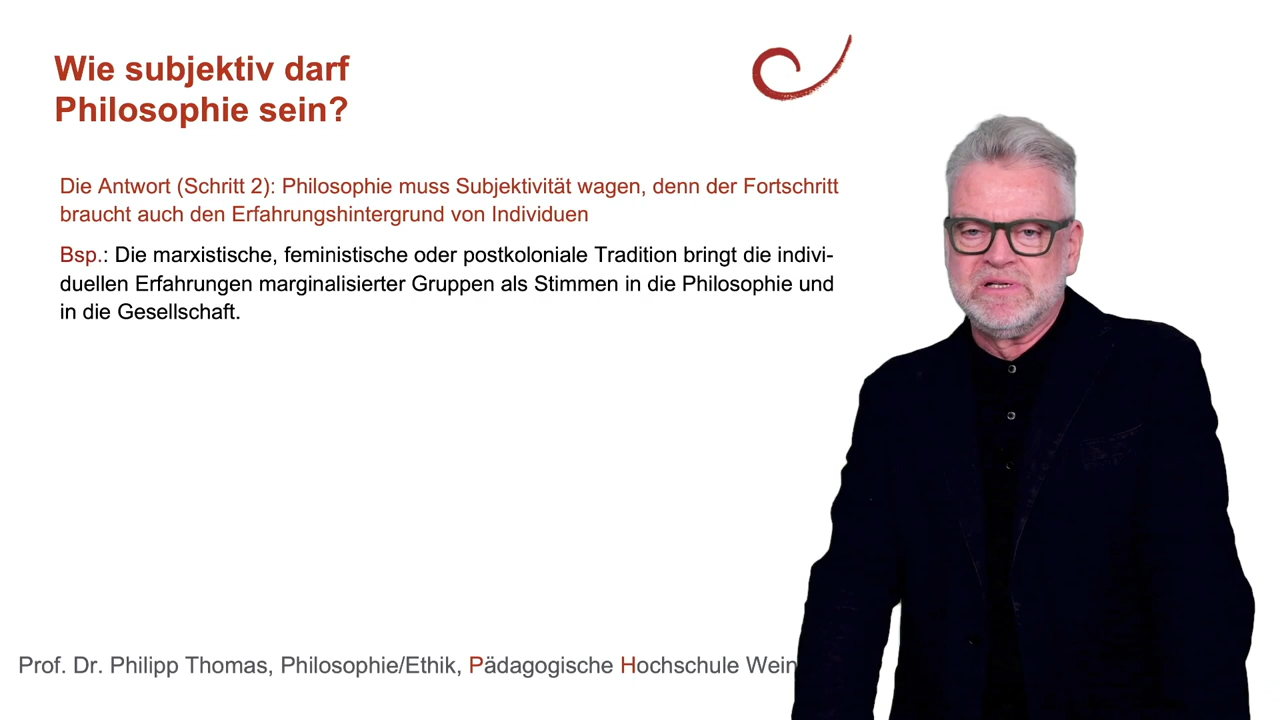 Wie subjektiv darf
Philosophie sein?
Die Antwort (Schritt 2): Philosophie muss Subjektivität wagen, denn der Fortschritt
braucht auch den Erfahrungshintergrund von Individuen
Bsp.: Die marxistische, feministische oder postkoloniale Tradition bringt die indivi-
duellen Erfahrungen marginalisierter Gruppen als Stimmen in die Philosophie und
in die Gesellschaft.
Prof. Dr. Philipp Thomas, Philosophie/Ethik, Pädagogische Hochschule Wein